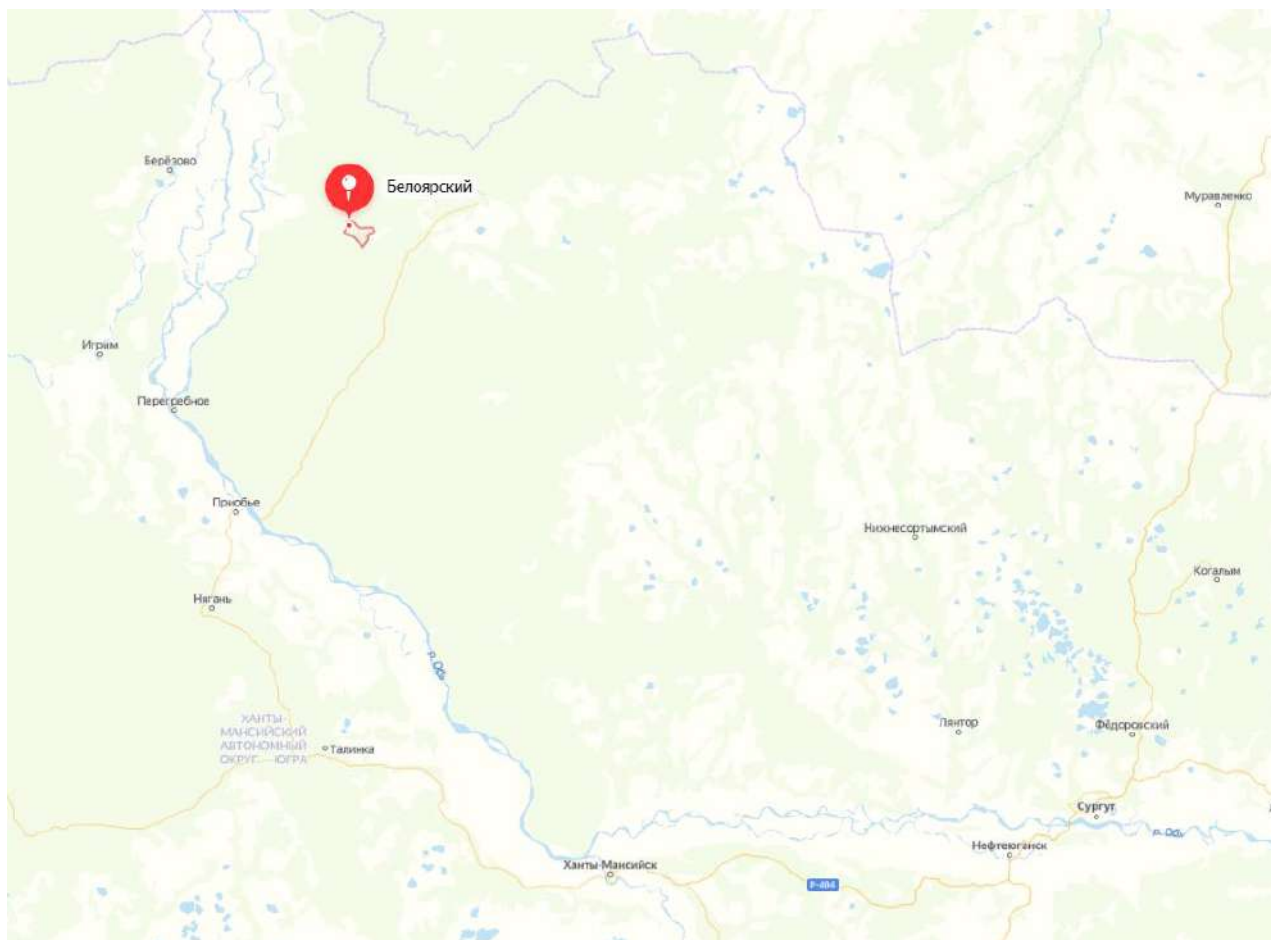 Берёзово
Белоярский
Муравленко
Игрим
Перегребное
Приобье
Нижнесортымский
Когалым
Нягань
р. Обь
ХАНТЫ-
МАНСИЙСКИЙ
АВТОНОМНЫЙ
ОКРУГ — ЮГРА
Талинка
Лянтор
Фёдоровский
Сургут
р. Обь
Нефтеюганск
Ханты-Мансийск
Р-404